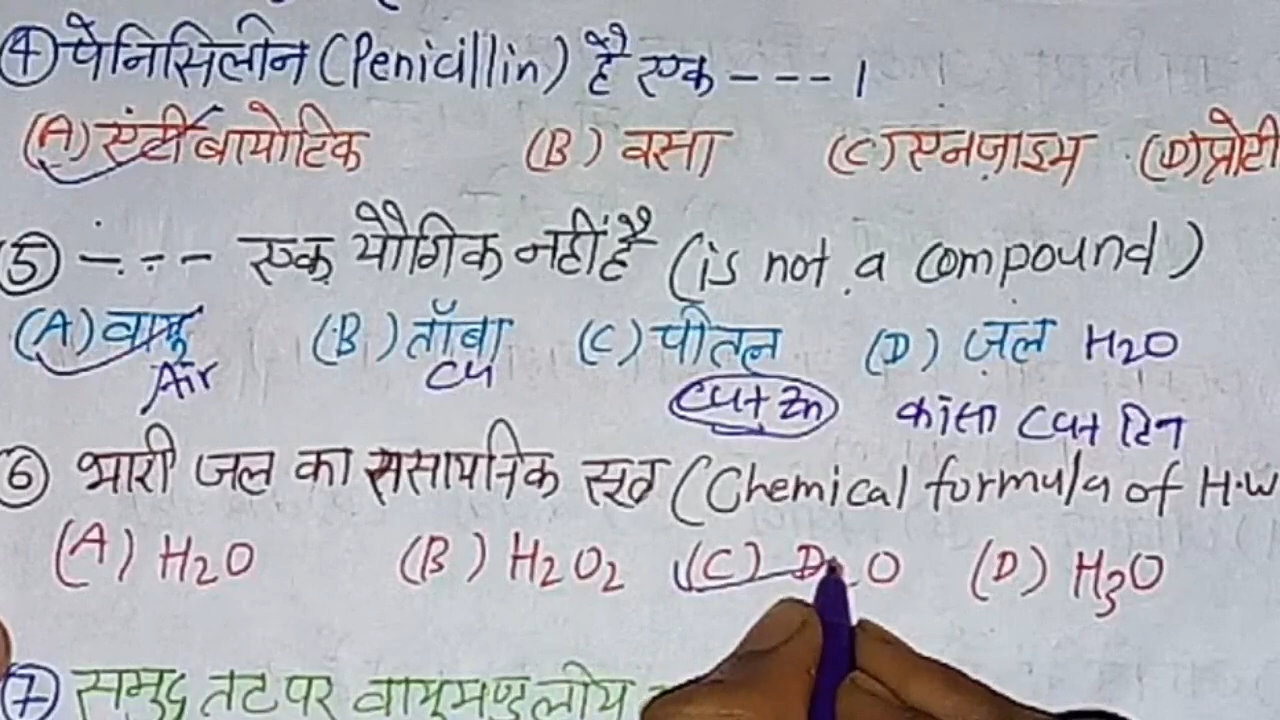 ④ पेनिसिलीन (Penicillin) है एक ---।
(A) एंटीबायोटिक (B) वसा (C) एनज़ाइम (D) प्रोटी
⑤ ---- एक यौगिक नहीं है (is not a compound)
(A) वायु (B) ताँबा (C) पीतल (D) जल H2O
Air Cu Cu+Zn कांसा Cu+ टिन
⑥ भारी जल का रासायनिक सूत्र (Chemical formula of H.W
(A) H2O (B) H2O2 (C) D2O (D) H3O
⑦ समुद्र तट पर वायुमण्डलीय